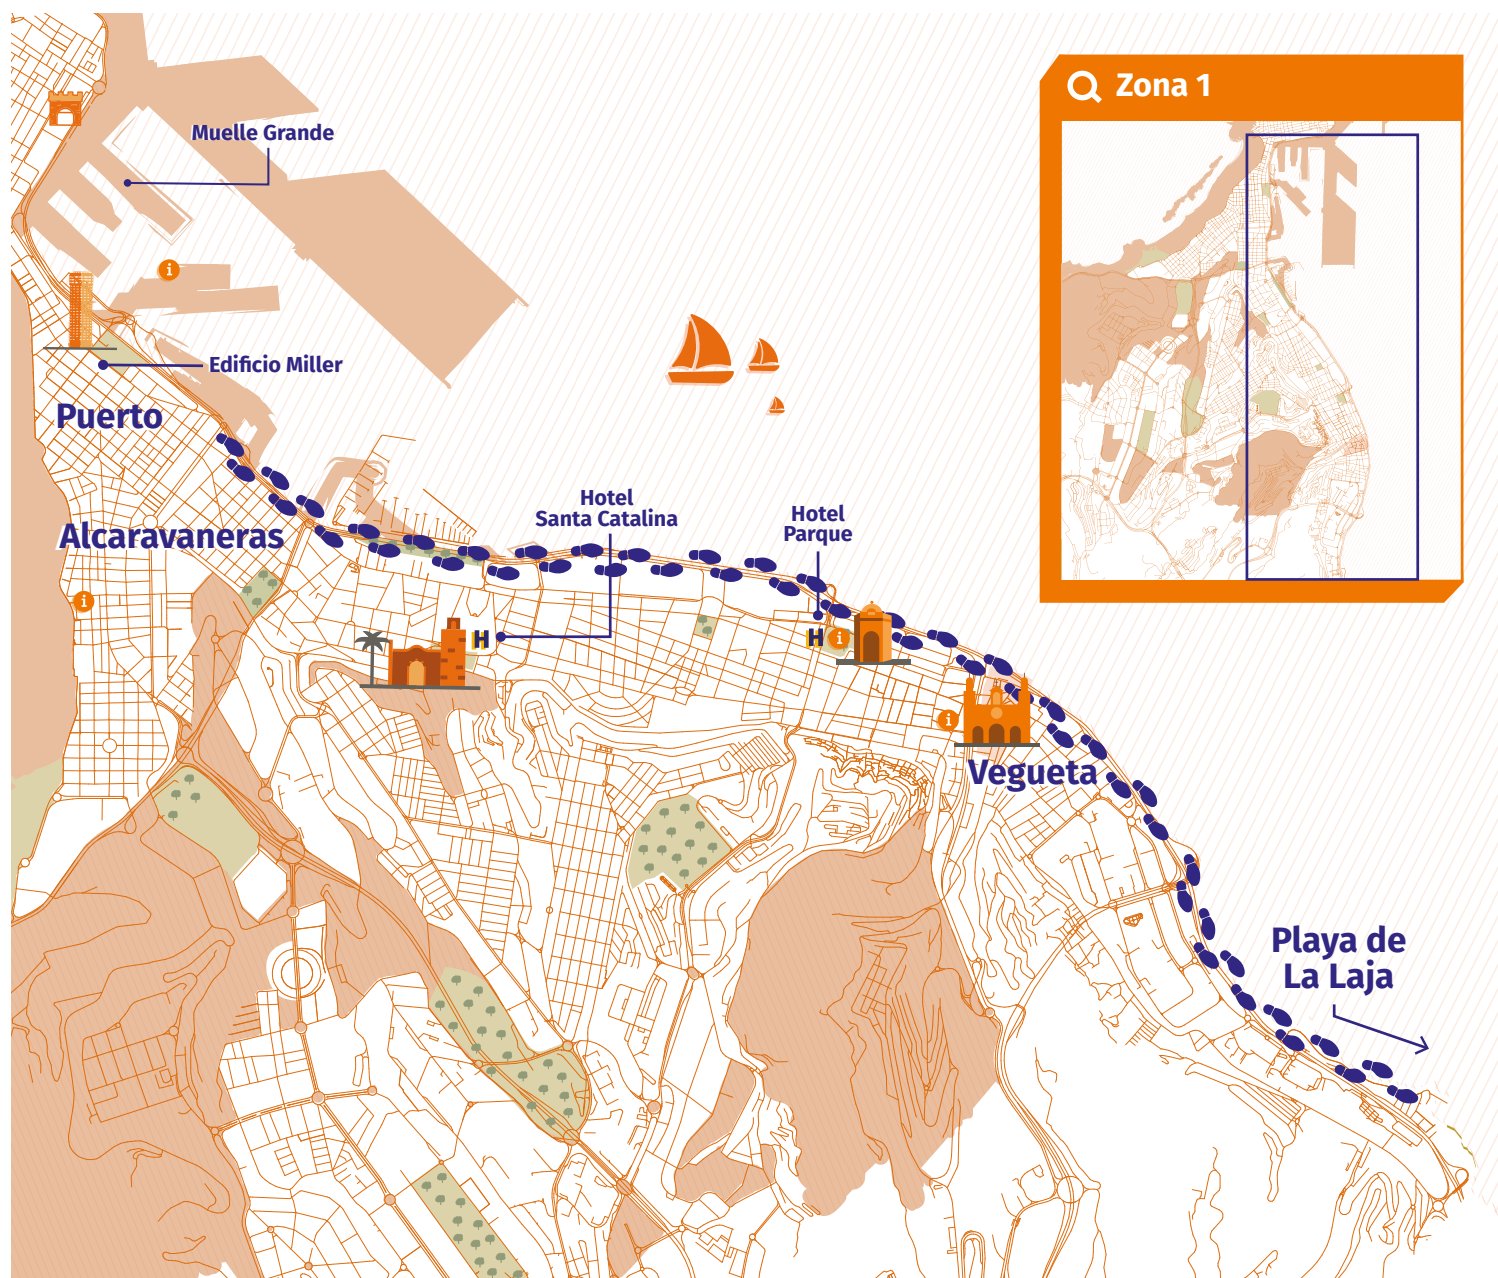 Zona 1
Muelle Grande
i
Edificio Miller
Puerto
Alcaravaneras
Hotel
Santa Catalina
Hotel
Parque
i
H
H
i
i
Vegueta
Playa de
La Laja